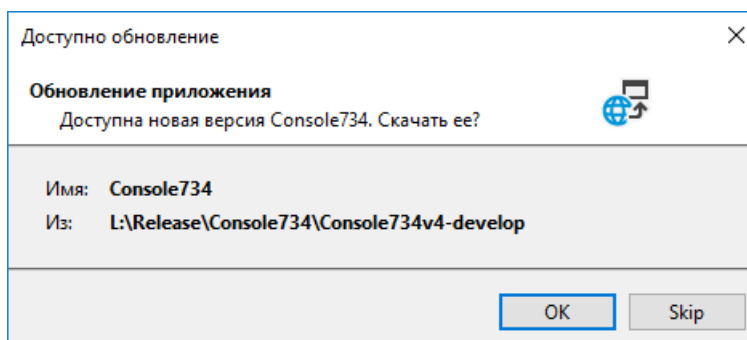 Доступно обновление
Обновление приложения
Доступна новая версия Console734. Скачать ее?
Имя: Console734
Из: L:\Release\Console734\Console734v4-develop
OK Skip